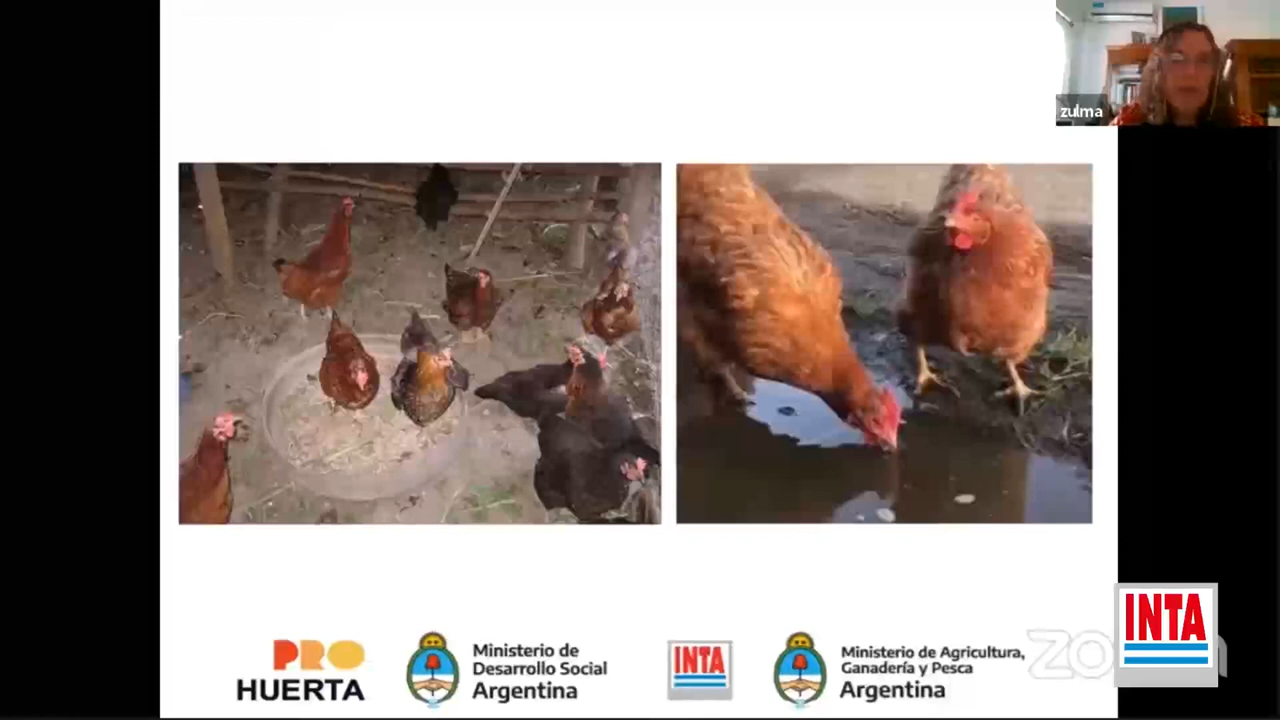 zulma
PRO
HUERTA
Ministerio de
Desarrollo Social
Argentina
INTA
Ministerio de Agricultura,
Ganadería y Pesca
Argentina
INTA